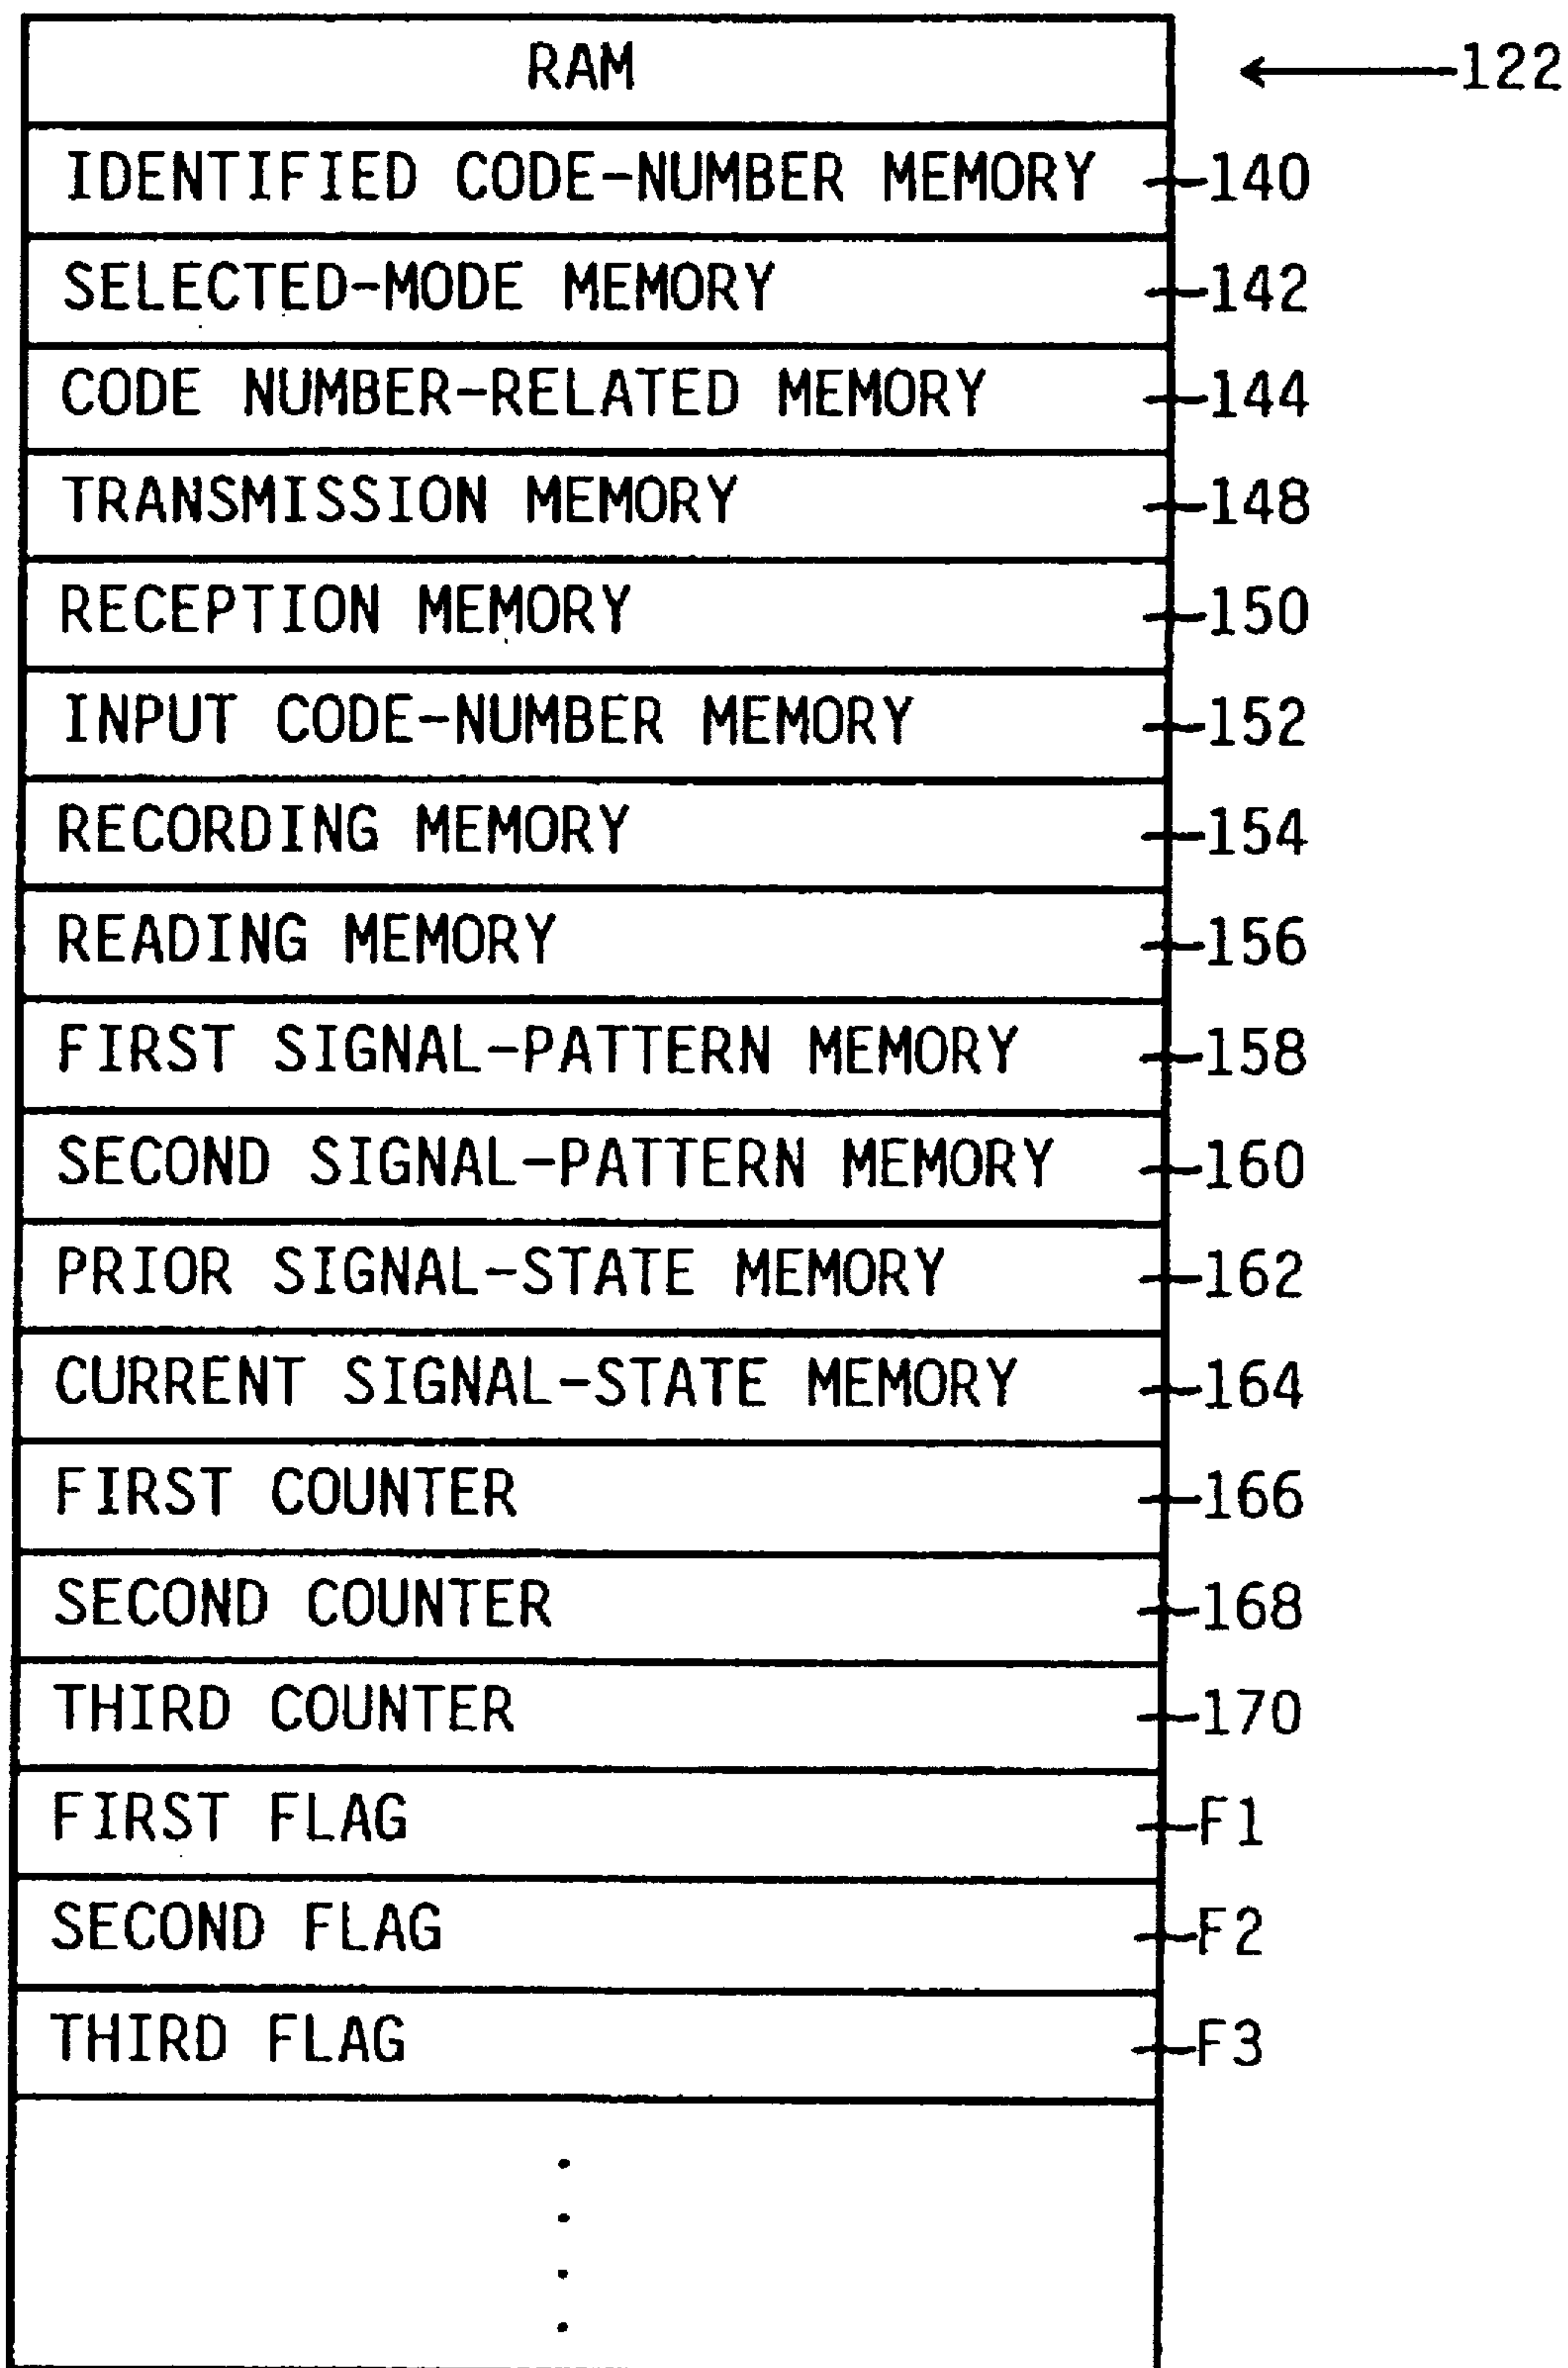 RAM 122
IDENTIFIED CODE-NUMBER MEMORY 140
SELECTED-MODE MEMORY 142
CODE NUMBER-RELATED MEMORY 144
TRANSMISSION MEMORY 148
RECEPTION MEMORY 150
INPUT CODE-NUMBER MEMORY 152
RECORDING MEMORY 154
READING MEMORY 156
FIRST SIGNAL-PATTERN MEMORY 158
SECOND SIGNAL-PATTERN MEMORY 160
PRIOR SIGNAL-STATE MEMORY 162
CURRENT SIGNAL-STATE MEMORY 164
FIRST COUNTER 166
SECOND COUNTER 168
THIRD COUNTER 170
FIRST FLAG F1
SECOND FLAG F2
THIRD FLAG F3